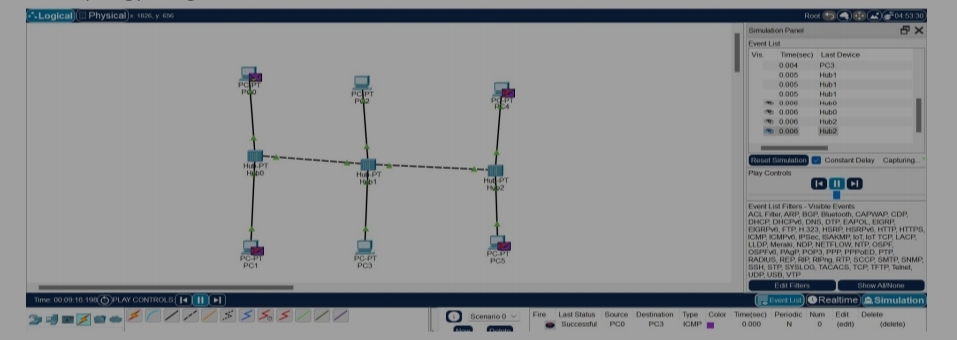 Logical Physical x: 1826, y: 656 Root 04:53:30
Simulation Panel
Event List
Vis. Time(sec) Last Device
0.004 PC3
0.005 Hub1
0.005 Hub1
0.005 Hub1
0.006 Hub0
0.006 Hub0
0.006 Hub2
0.006 Hub2
Reset Simulation Constant Delay Capturing...
Play Controls
Event List Filters - Visible Events
ACL Filter, ARP, BGP, Bluetooth, CAPWAP, CDP,
DHCP, DHCPv6, DNS, DTP, EAPOL, EIGRP,
EIGRPv6, FTP, H.323, HSRP, HSRPv6, HTTP, HTTPS,
ICMP, ICMPv6, IPSec, ISAKMP, IoT, IoT TCP, LACP,
LLDP, Meraki, NDP, NETFLOW, NTP, OSPF,
OSPFv6, PAgP, POP3, PPP, PPPoED, PTP,
RADIUS, REP, RIP, RIPng, RTP, SCCP, SMTP, SNMP,
SSH, STP, SYSLOG, TACACS, TCP, TFTP, Telnet,
UDP, USB, VTP
Edit Filters Show All/None
PC-PT
PC0
PC-PT
PC2
PC-PT
PC4
Hub-PT
Hub0
Hub-PT
Hub1
Hub-PT
Hub2
PC-PT
PC1
PC-PT
PC3
PC-PT
PC5
Time: 00:09:16.198 PLAY CONTROLS Event List Realtime Simulation
Scenario 0
New Delete
Fire Last Status Source Destination Type Color Time(sec) Periodic Num Edit Delete
Successful PC0 PC3 ICMP 0.000 N 0 (edit) (delete)